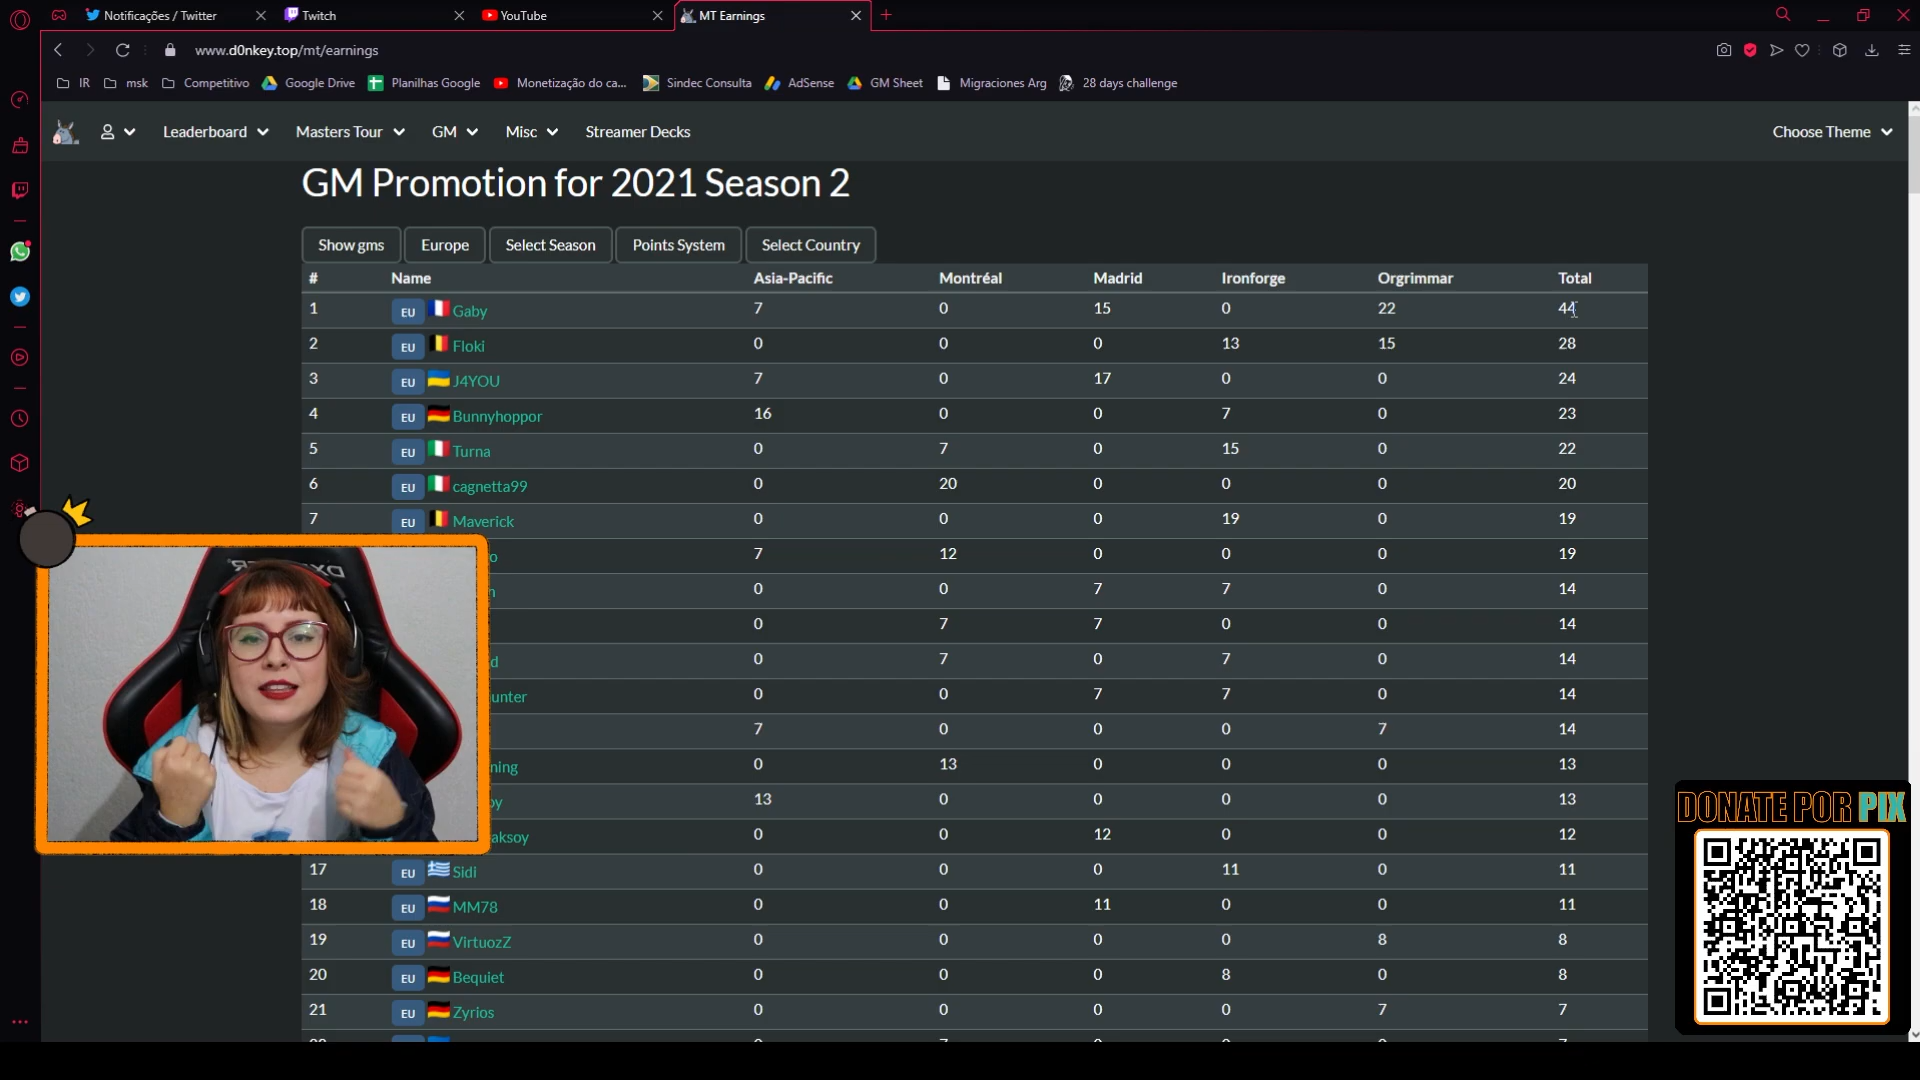 Notificações / Twitter
Twitch
YouTube
MT Earnings
www.d0nkey.top/mt/earnings
IR
msk
Competitivo
Google Drive
Planilhas Google
Monetização do ca...
Sindec Consulta
AdSense
GM Sheet
Migraciones Arg
28 days challenge
Leaderboard
Masters Tour
GM
Misc
Streamer Decks
Choose Theme
GM Promotion for 2021 Season 2
Show gms
Europe
Select Season
Points System
Select Country
# Name Asia-Pacific Montréal Madrid Ironforge Orgrimmar Total
1 EU Gaby 7 0 15 0 22 44
2 EU Floki 0 0 0 13 15 28
3 EU J4YOU 7 0 17 0 0 24
4 EU Bunnyhoppor 16 0 0 7 0 23
5 EU Turna 0 7 0 15 0 22
6 EU cagnetta99 0 20 0 0 0 20
7 EU Maverick 0 0 0 19 0 19
o 7 12 0 0 0 19
0 0 7 7 0 14
0 7 7 0 0 14
d 0 7 0 7 0 14
unter 0 0 7 7 0 14
7 0 0 0 7 14
ning 0 13 0 0 0 13
by 13 0 0 0 0 13
aksoy 0 0 12 0 0 12
17 EU Sidi 0 0 0 11 0 11
18 EU MM78 0 0 11 0 0 11
19 EU VirtuozZ 0 0 0 0 8 8
20 EU Bequiet 0 0 0 8 0 8
21 EU Zyrios 0 0 0 0 7 7
DXRACER
DONATE POR PIX